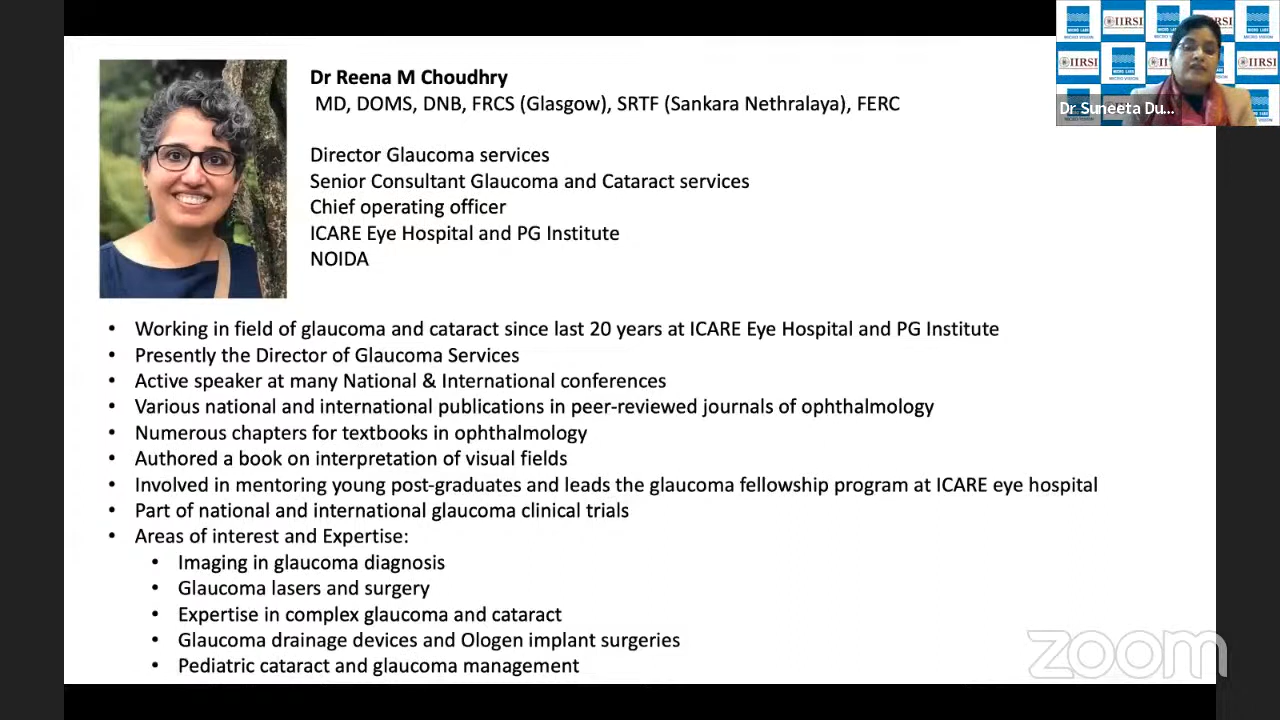 Dr Reena M Choudhry
MD, DOMS, DNB, FRCS (Glasgow), SRTF (Sankara Nethralaya), FERC
Director Glaucoma services
Senior Consultant Glaucoma and Cataract services
Chief operating officer
ICARE Eye Hospital and PG Institute
NOIDA
• Working in field of glaucoma and cataract since last 20 years at ICARE Eye Hospital and PG Institute
• Presently the Director of Glaucoma Services
• Active speaker at many National & International conferences
• Various national and international publications in peer-reviewed journals of ophthalmology
• Numerous chapters for textbooks in ophthalmology
• Authored a book on interpretation of visual fields
• Involved in mentoring young post-graduates and leads the glaucoma fellowship program at ICARE eye hospital
• Part of national and international glaucoma clinical trials
• Areas of interest and Expertise:
• Imaging in glaucoma diagnosis
• Glaucoma lasers and surgery
• Expertise in complex glaucoma and cataract
• Glaucoma drainage devices and Ologen implant surgeries
• Pediatric cataract and glaucoma management
MICRO LABS
IIRSI
Dr Suneeta Du...
zoom